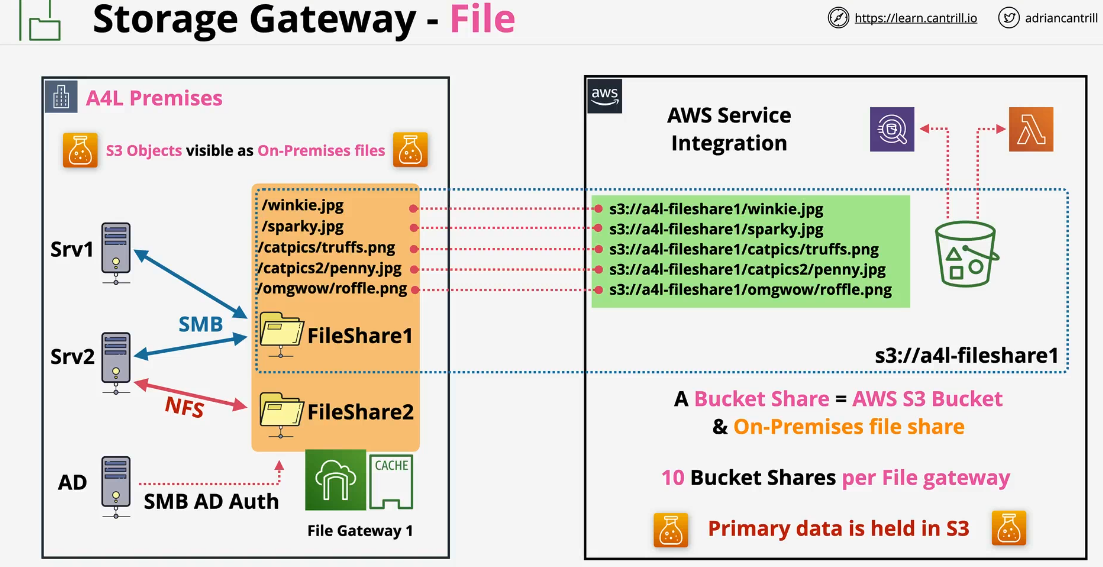 Storage Gateway - File
https://learn.cantrill.io
adriancantrill
A4L Premises
S3 Objects visible as On-Premises files
/winkie.jpg
/sparky.jpg
/catpics/truffs.png
/catpics2/penny.jpg
/omgwow/roffle.png
Srv1
SMB
FileShare1
Srv2
NFS
FileShare2
AD
SMB AD Auth
CACHE
File Gateway 1
aws
AWS Service
Integration
s3://a4l-fileshare1/winkie.jpg
s3://a4l-fileshare1/sparky.jpg
s3://a4l-fileshare1/catpics/truffs.png
s3://a4l-fileshare1/catpics2/penny.jpg
s3://a4l-fileshare1/omgwow/roffle.png
s3://a4l-fileshare1
A Bucket Share = AWS S3 Bucket
& On-Premises file share
10 Bucket Shares per File gateway
Primary data is held in S3